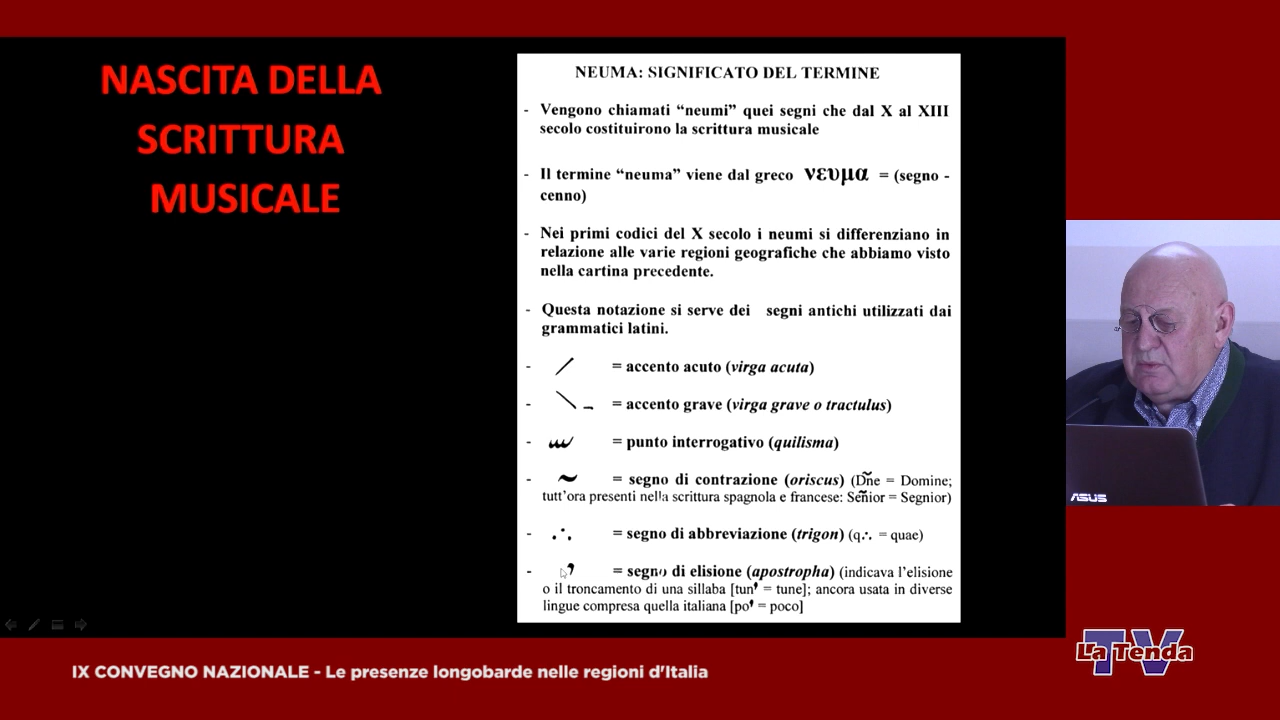 NASCITA DELLA
SCRITTURA
MUSICALE
NEUMA: SIGNIFICATO DEL TERMINE
- Vengono chiamati “neumi” quei segni che dal X al XIII
secolo costituirono la scrittura musicale
- Il termine “neuma” viene dal greco νευμα = (segno -
cenno)
- Nei primi codici del X secolo i neumi si differenziano in
relazione alle varie regioni geografiche che abbiamo visto
nella cartina precedente.
- Questa notazione si serve dei segni antichi utilizzati dai
grammatici latini.
- = accento acuto (virga acuta)
- = accento grave (virga grave o tractulus)
- = punto interrogativo (quilisma)
- ~ = segno di contrazione (oriscus) (Dñe = Domine;
tutt'ora presenti nella scrittura spagnola e francese: Señior = Segnior)
- ∴ = segno di abbreviazione (trigon) (q∴ = quae)
- ’ = segno di elisione (apostropha) (indicava l'elisione
o il troncamento di una sillaba [tun’ = tune]; ancora usata in diverse
lingue compresa quella italiana [po’ = poco]
ASUS
TV
La Tenda
IX CONVEGNO NAZIONALE - Le presenze longobarde nelle regioni d'Italia